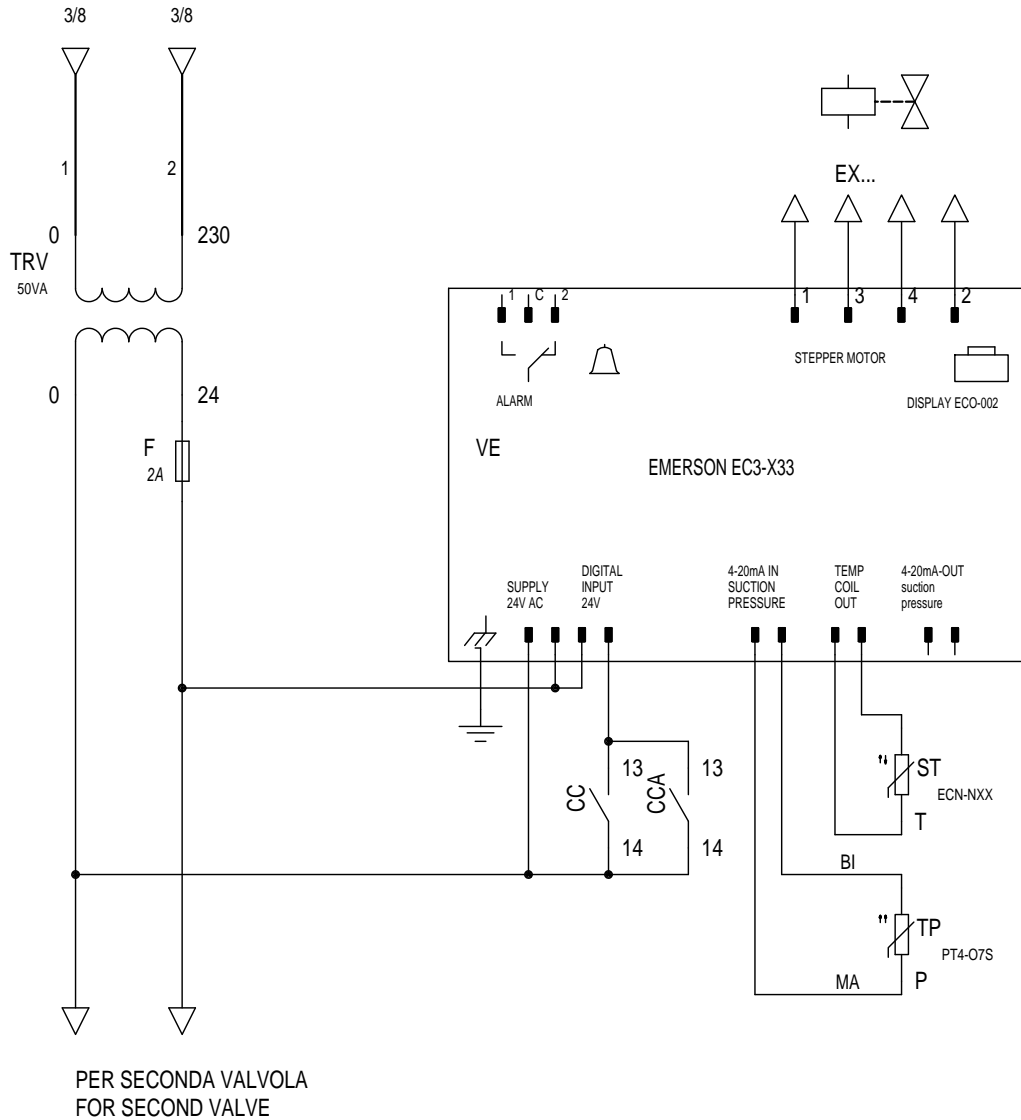 3/8 3/8
1 2
0 230
TRV
50VA
0 24
F
2A
EX...
1 C 2 1 3 4 2
STEPPER MOTOR
ALARM DISPLAY ECO-002
VE
EMERSON EC3-X33
SUPPLY
24V AC
DIGITAL
INPUT
24V
4-20mA IN
SUCTION
PRESSURE
TEMP
COIL
OUT
4-20mA-OUT
suction
pressure
13 13
CC CCA
14 14
ST
ECN-NXX
T
BI
TP
PT4-O7S
MA P
PER SECONDA VALVOLA
FOR SECOND VALVE